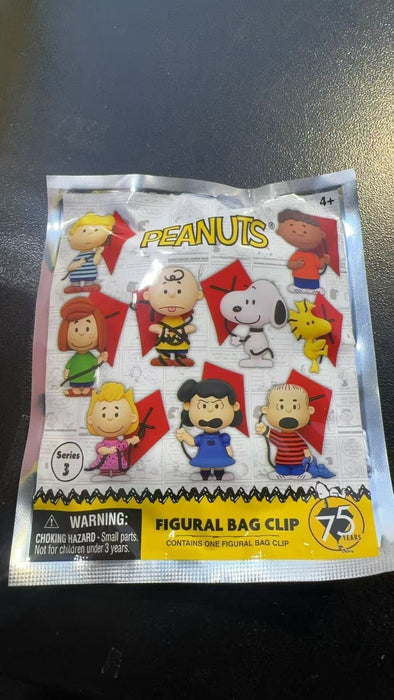 4+
PEANUTS®
Series
3
WARNING:
CHOKING HAZARD - Small parts.
Not for children under 3 years.
FIGURAL BAG CLIP
CONTAINS ONE FIGURAL BAG CLIP
75
YEARS